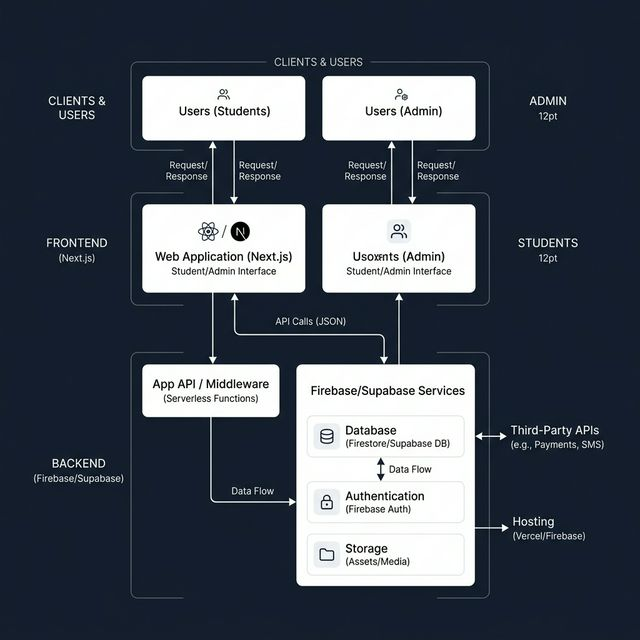 CLIENTS & USERS
CLIENTS &
USERS
Users (Students)
Users (Admin)
ADMIN
12pt
Request/
Response
Request/
Response
Request/
Response
Request/
Response
FRONTEND
(Next.js)
/ N
Web Application (Next.js)
Student/Admin Interface
(Admin)
Student/Admin Interface
STUDENTS
12pt
API Calls (JSON)
App API / Middleware
(Serverless Functions)
Firebase/Supabase Services
Database
(Firestore/Supabase DB)
Data Flow
Authentication
(Firebase Auth)
Storage
(Assets/Media)
BACKEND
(Firebase/Supabase)
Data Flow
Third-Party APIs
(e.g., Payments, SMS)
Hosting
(Vercel/Firebase)